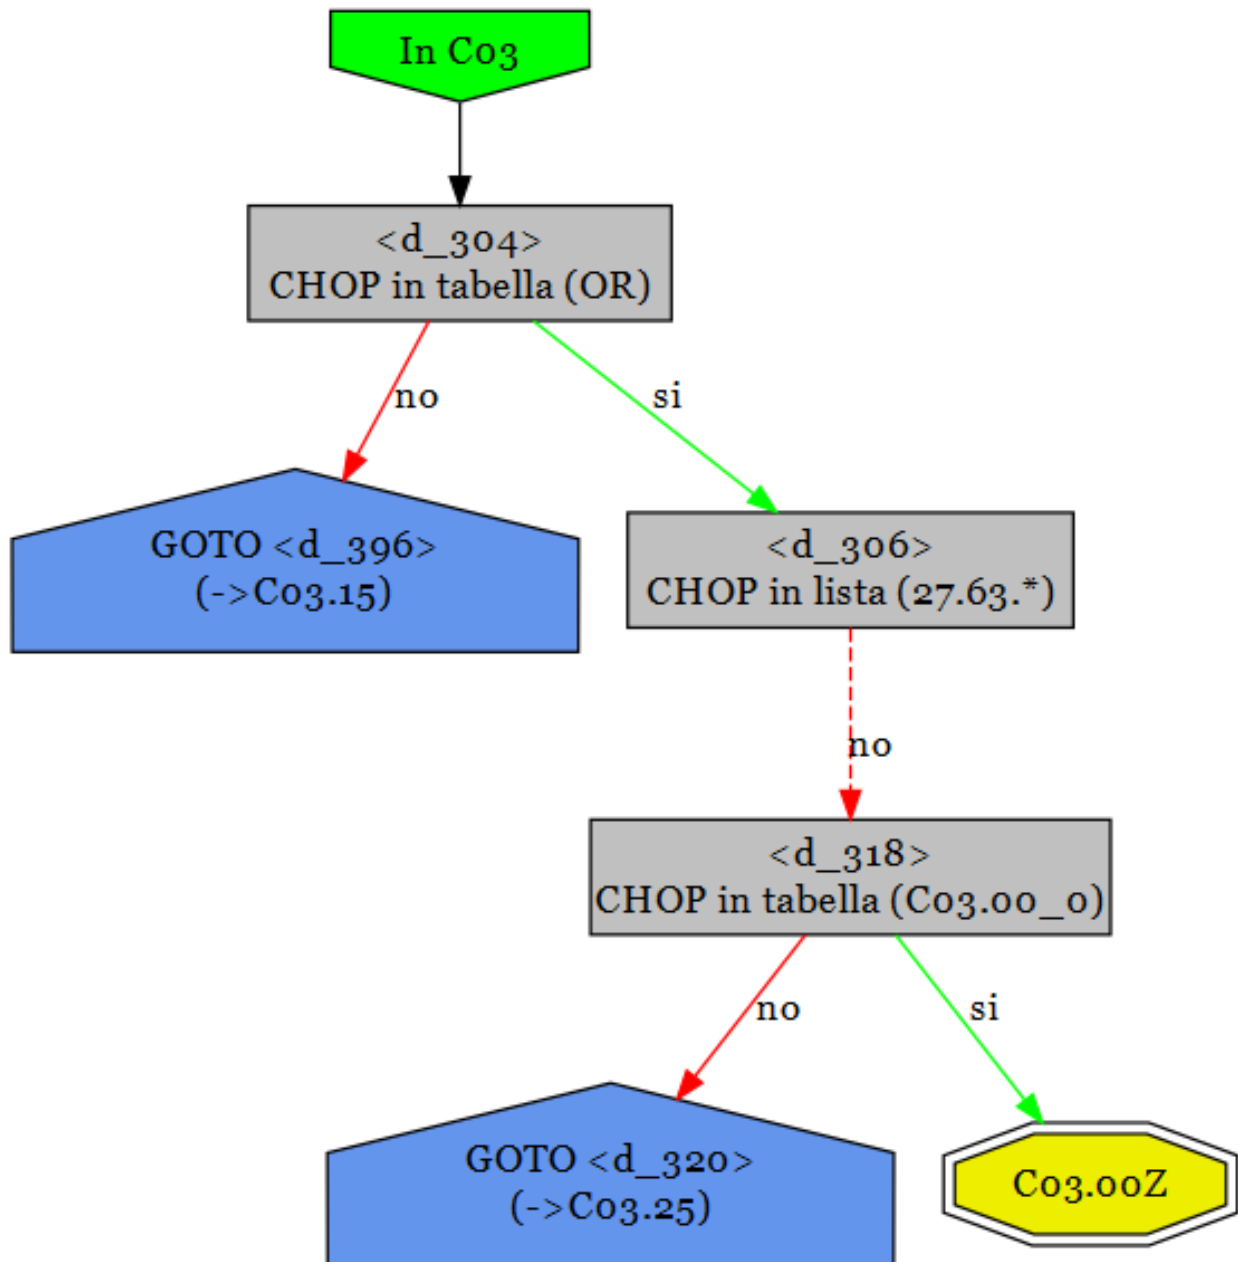 In C03
<d_304>
CHOP in tabella (OR)
no
si
GOTO <d_396>
(->C03.15)
<d_306>
CHOP in lista (27.63.*)
no
<d_318>
CHOP in tabella (C03.00_0)
no
si
GOTO <d_320>
(->C03.25)
C03.00Z